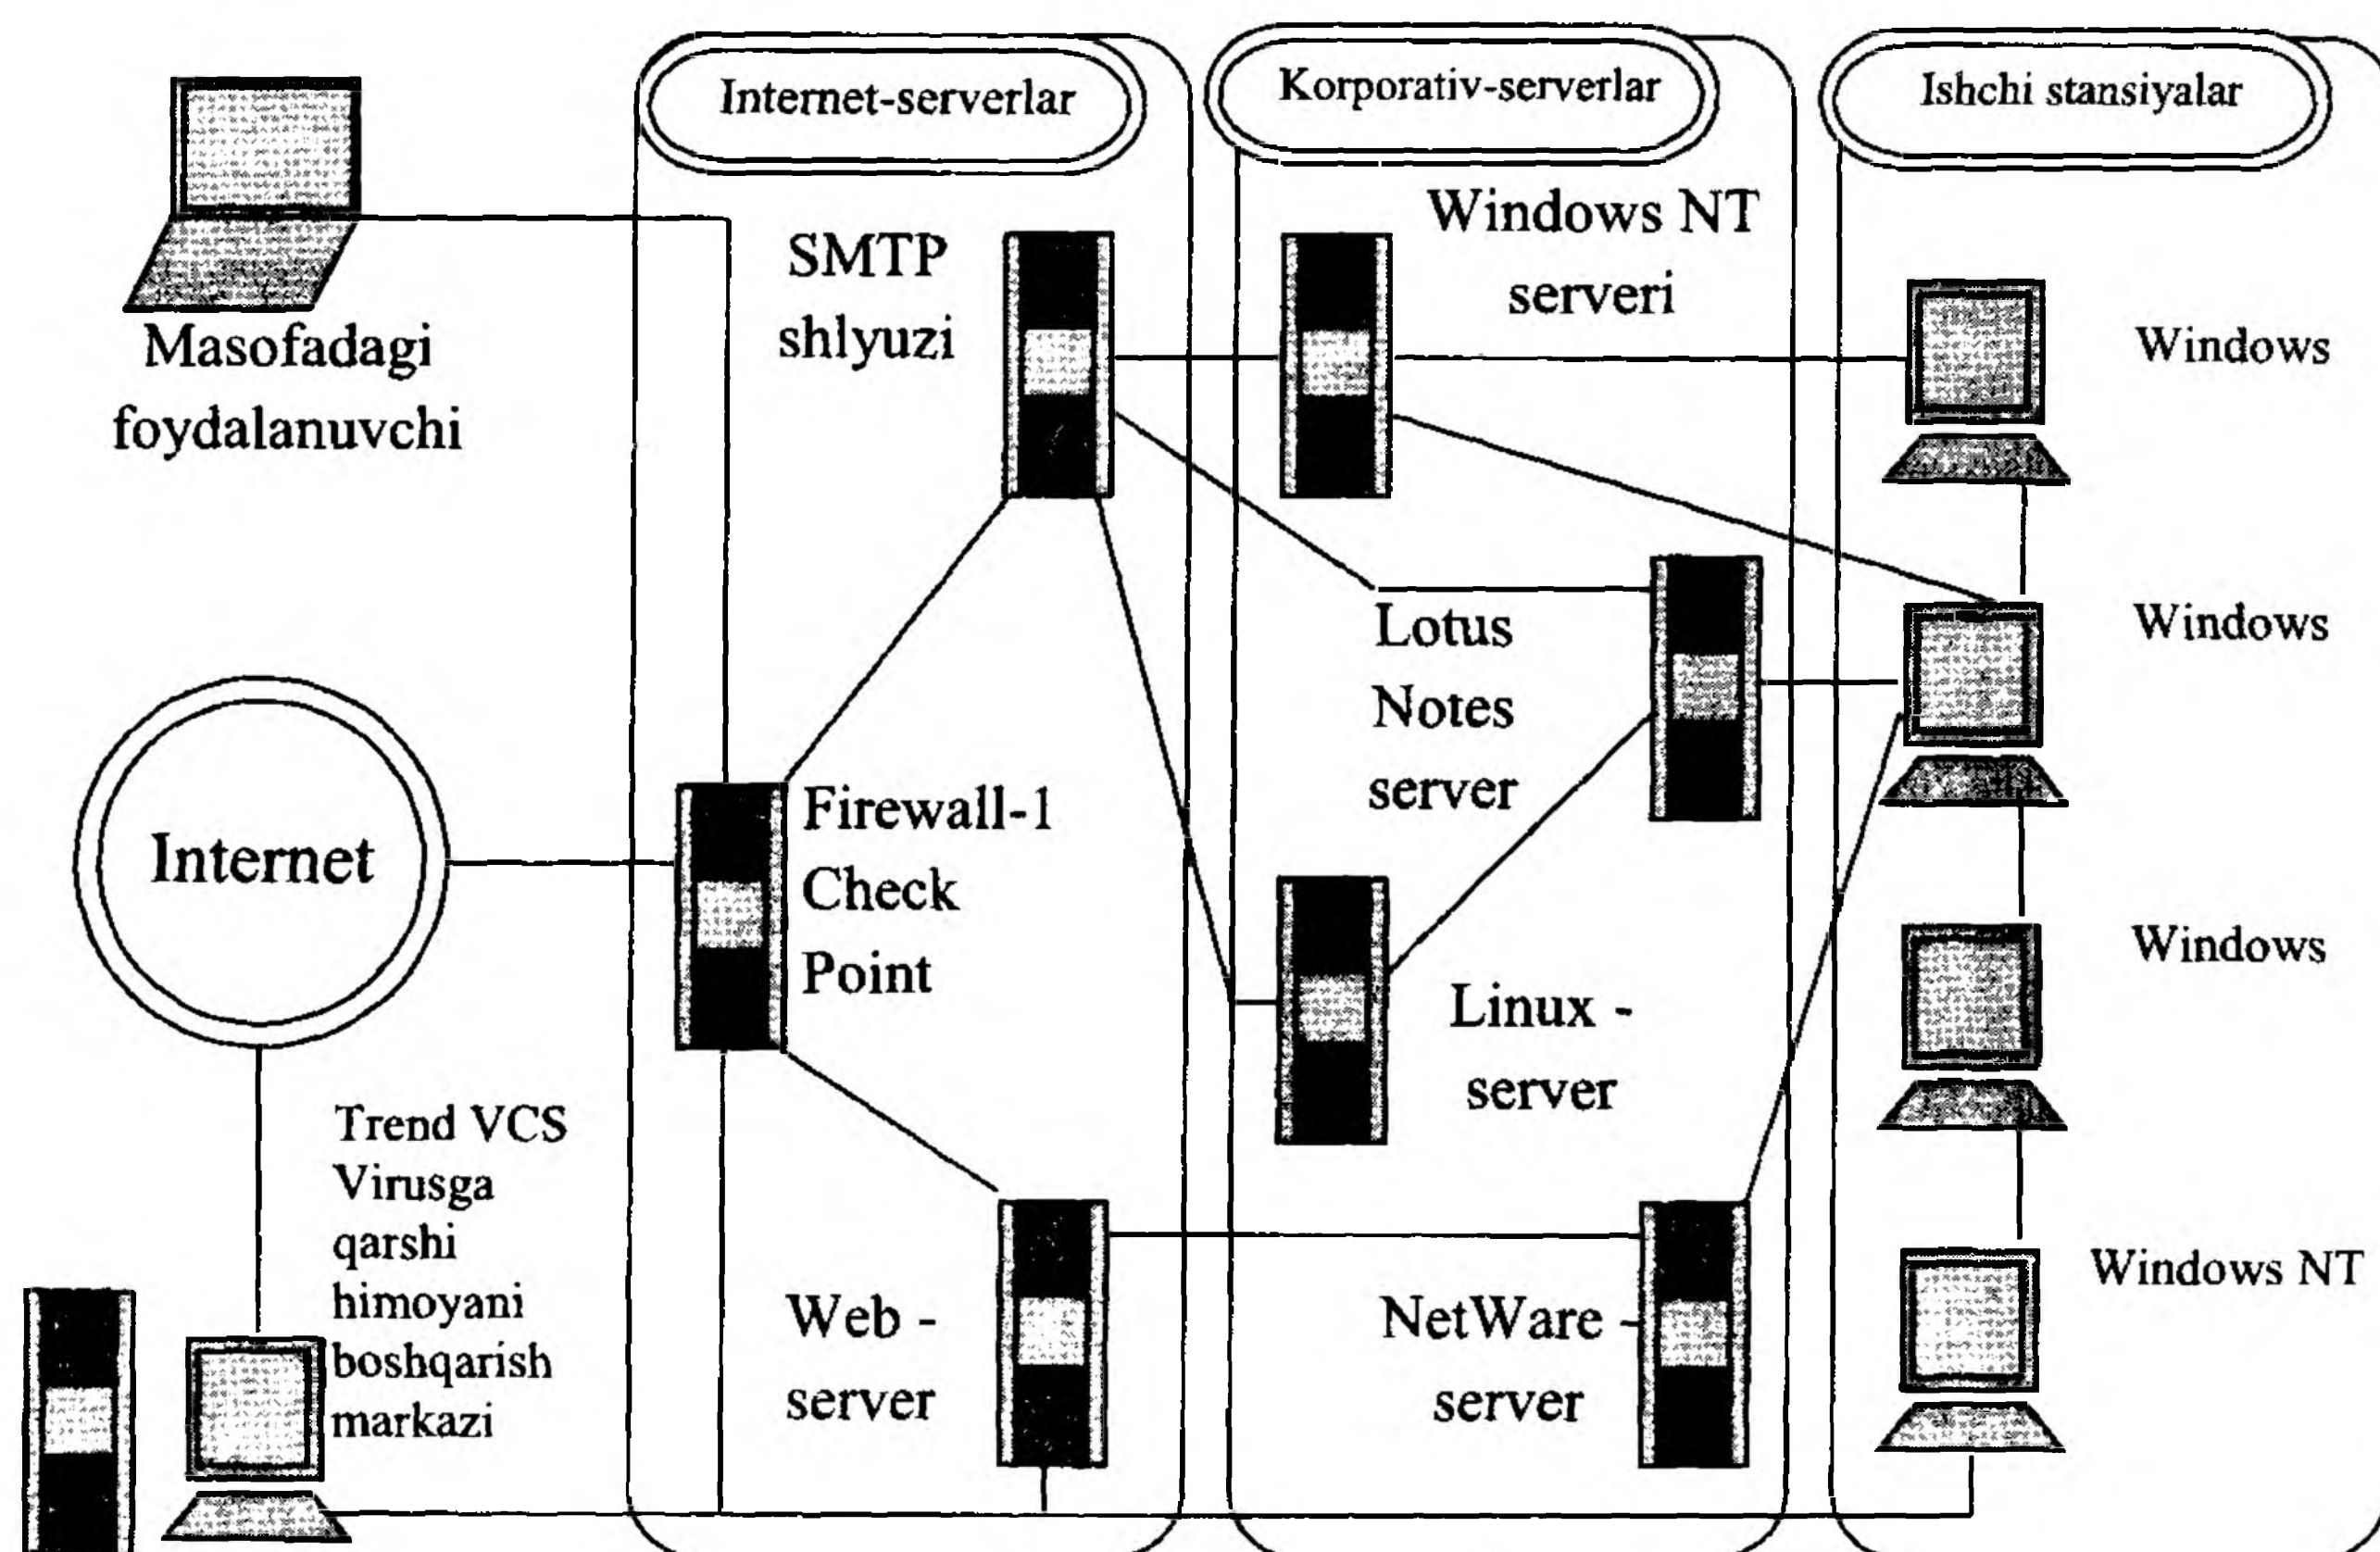 Internet-serverlar
Korporativ-serverlar
Ishchi stansiyalar
Masofadagi
foydalanuvchi
SMTP
shlyuzi
Windows NT
serveri
Windows
Lotus
Notes
server
Windows
Internet
Firewall-1
Check
Point
Linux -
server
Windows
Trend VCS
Virusga
qarshi
himoyani
boshqarish
markazi
Web -
server
NetWare -
server
Windows NT